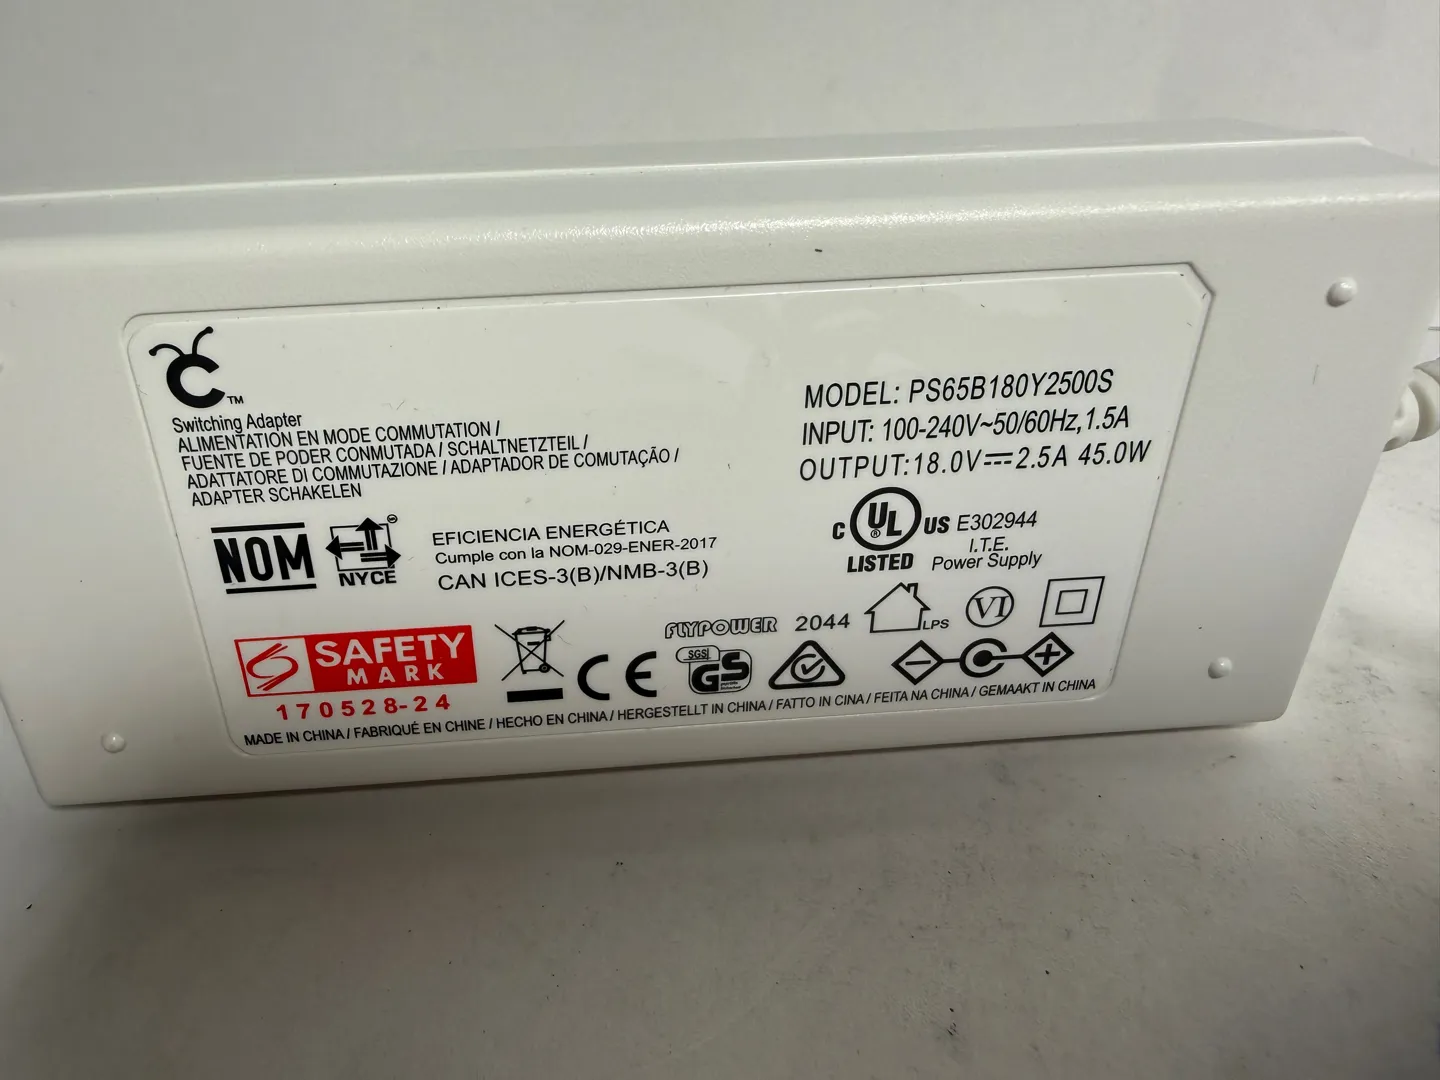 C™
Switching Adapter
ALIMENTATION EN MODE COMMUTATION /
FUENTE DE PODER CONMUTADA / SCHALTNETZTEIL /
ADATTATORE DI COMMUTAZIONE / ADAPTADOR DE COMUTAÇÃO /
ADAPTER SCHAKELEN
MODEL: PS65B180Y2500S
INPUT: 100-240V~50/60Hz,1.5A
OUTPUT:18.0V⎓2.5A 45.0W
NOM
NYCE
EFICIENCIA ENERGÉTICA
Cumple con la NOM-029-ENER-2017
CAN ICES-3(B)/NMB-3(B)
C UL® US E302944
LISTED
I.T.E.
Power Supply
SAFETY
MARK
170528-24
CE
FLYPOWER 2044
SGS
GS
LPS
VI
MADE IN CHINA / FABRIQUÉ EN CHINE / HECHO EN CHINA / HERGESTELLT IN CHINA / FATTO IN CINA / FEITA NA CHINA / GEMAAKT IN CHINA